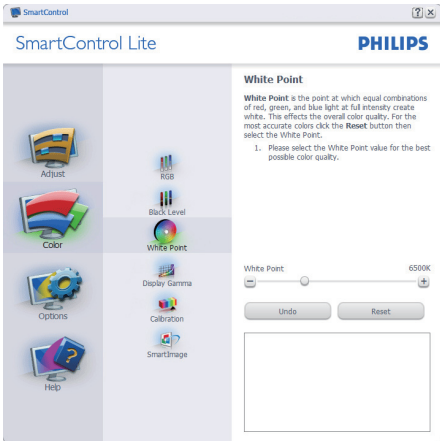 SmartControl
SmartControl Lite
PHILIPS
Adjust
Color
Options
Help
RGB
Black Level
White Point
Display Gamma
Calibration
SmartImage
White Point
White Point is the point at which equal combinations
of red, green, and blue light at full intensity create
white. This effects the overall color quality. For the
most accurate colors click the Reset button then
select the White Point.
1. Please select the White Point value for the best
possible color quality.
White Point 6500K
Undo Reset